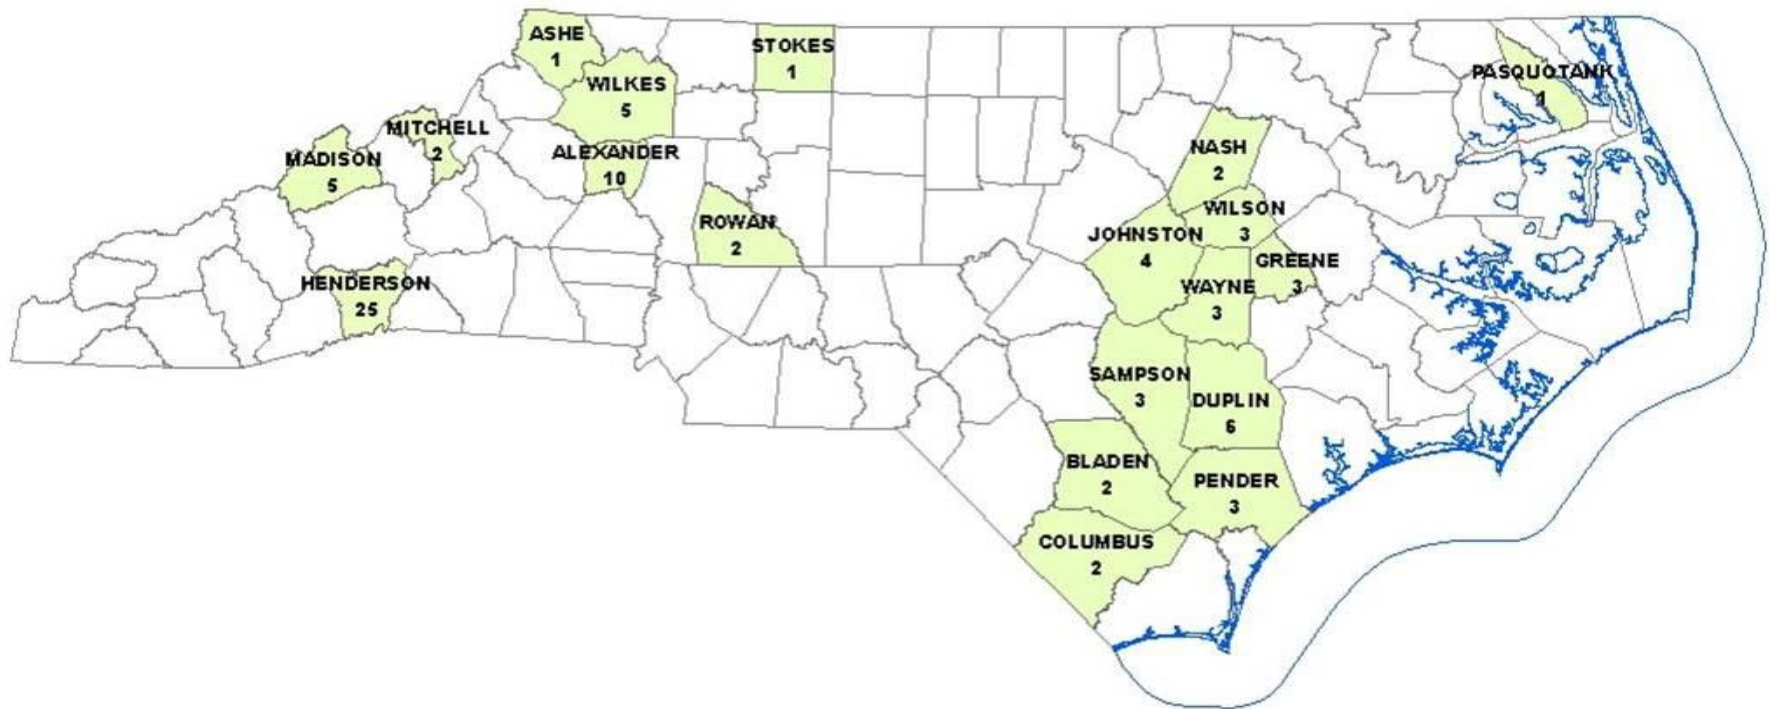 ASHE
1
STOKES
1
WILKES
5
PASQUOTANK
1
MITCHELL
2
MADISON
5
ALEXANDER
10
NASH
2
ROWAN
2
WILSON
3
JOHNSTON
4
GREENE
3
HENDERSON
25
WAYNE
3
SAMPSON
3
DUPLIN
6
BLADEN
2
PENDER
3
COLUMBUS
2